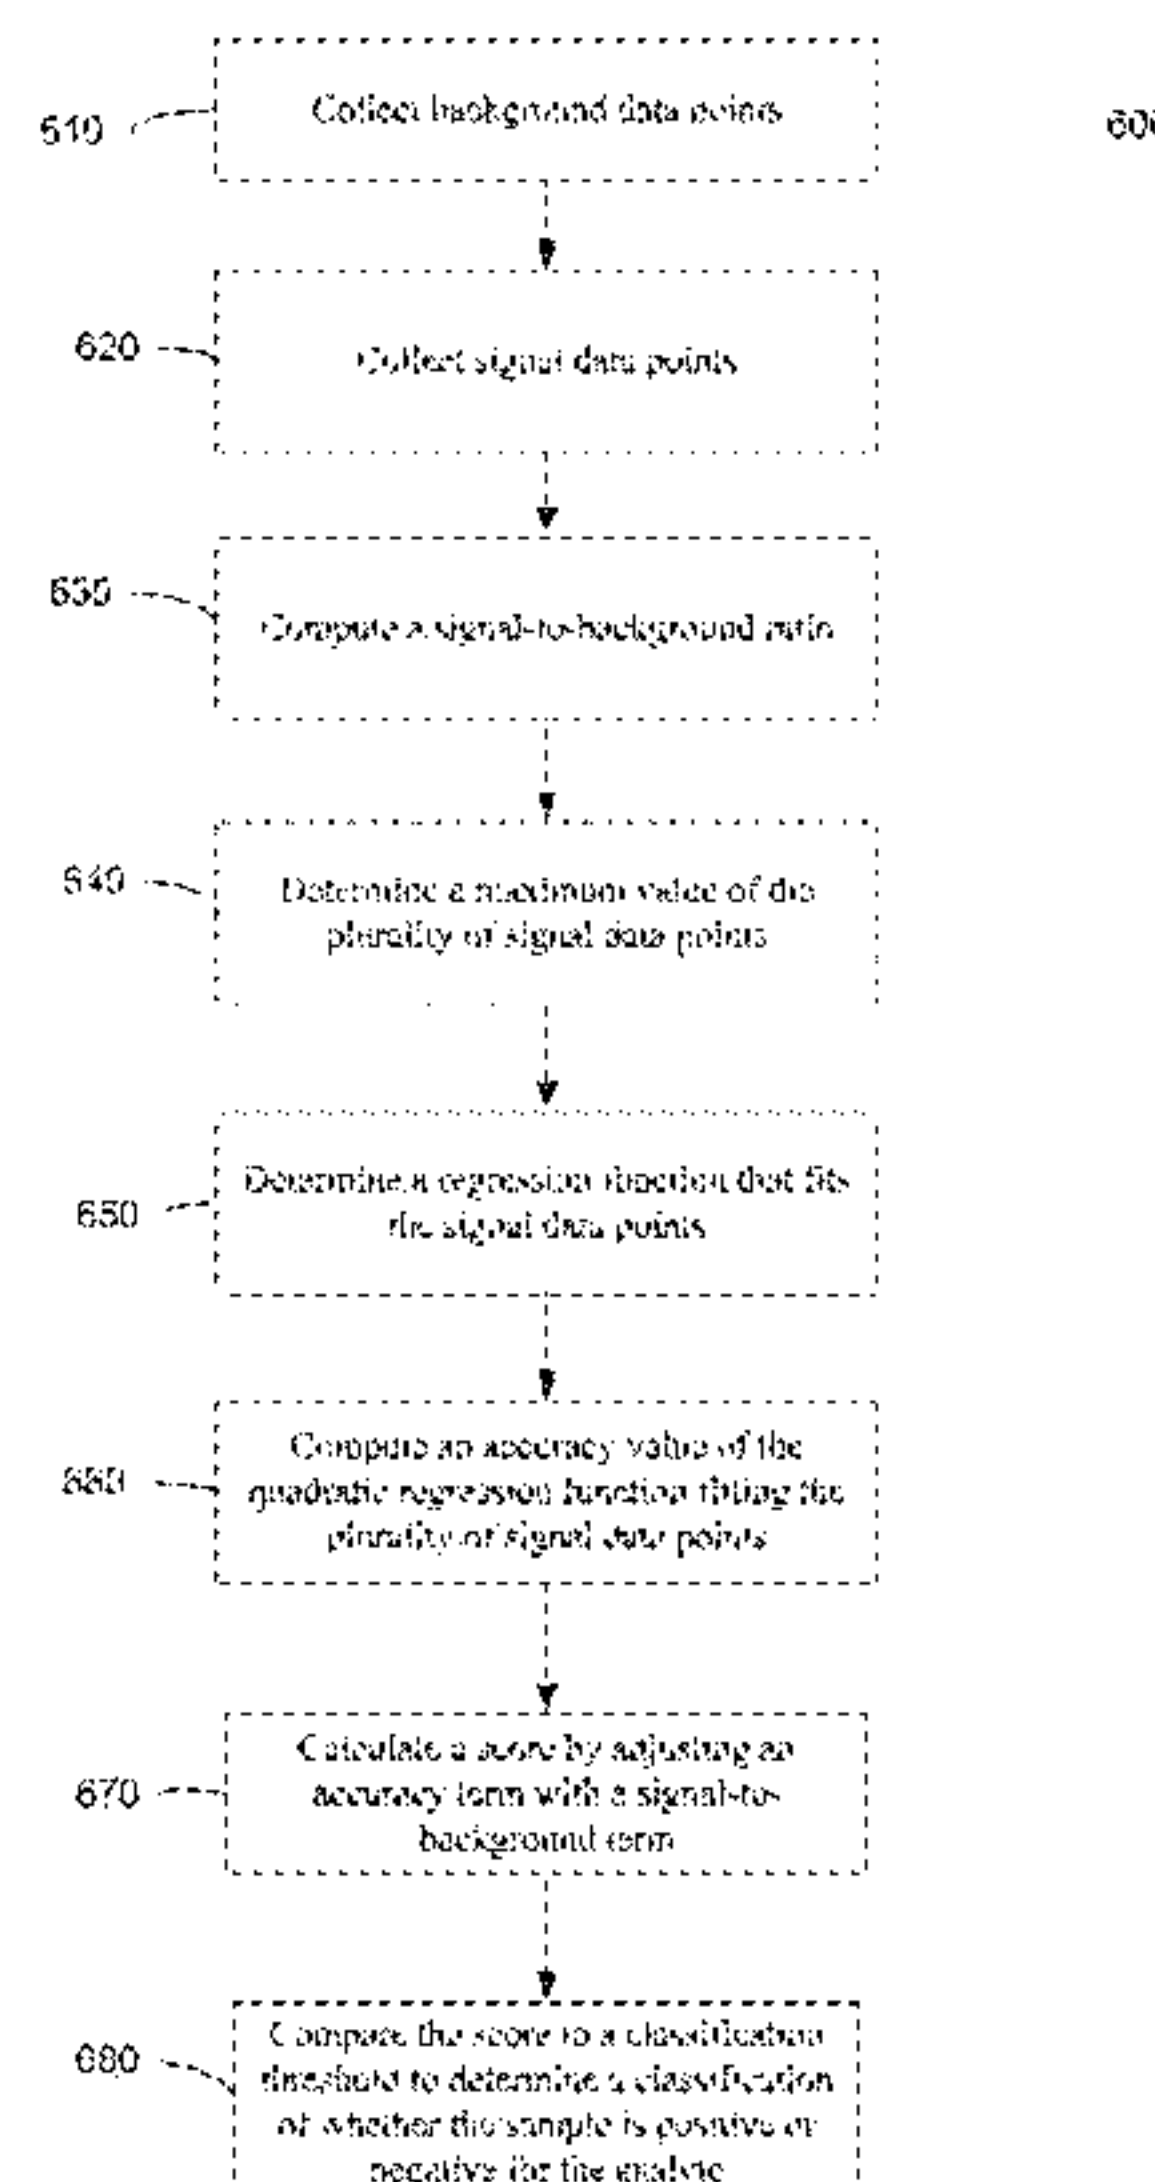 610
Collect background data points
620
Collect signal data points
630
Compute a signal-to-background ratio
640
Determine a maximum value of the
plurality of signal data points
650
Determine a regression function that fits
the signal data points
660
Compute an accuracy value of the
quadratic regression function fitting the
plurality of signal data points
670
Calculate a score by adjusting an
accuracy term with a signal-to-
background term
680
Compare the score to a classification
threshold to determine a classification
of whether the sample is positive or
negative for the analyte